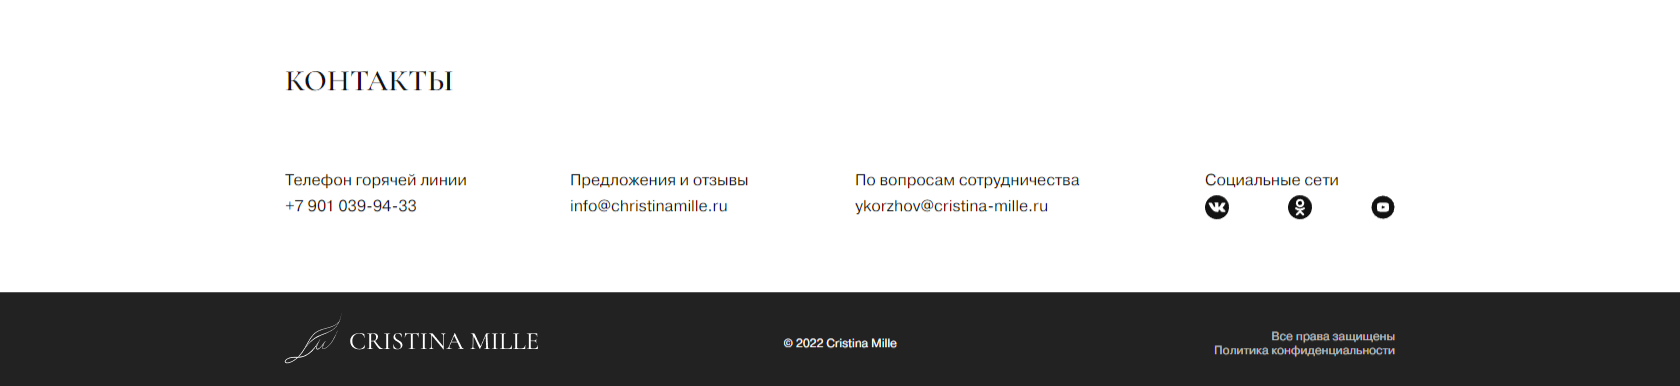 КОНТАКТЫ
Телефон горячей линии
+7 901 039-94-33
Предложения и отзывы
info@christinamille.ru
По вопросам сотрудничества
ykorzhov@cristina-mille.ru
Социальные сети
CRISTINA MILLE
© 2022 Cristina Mille
Все права защищены
Политика конфиденциальности